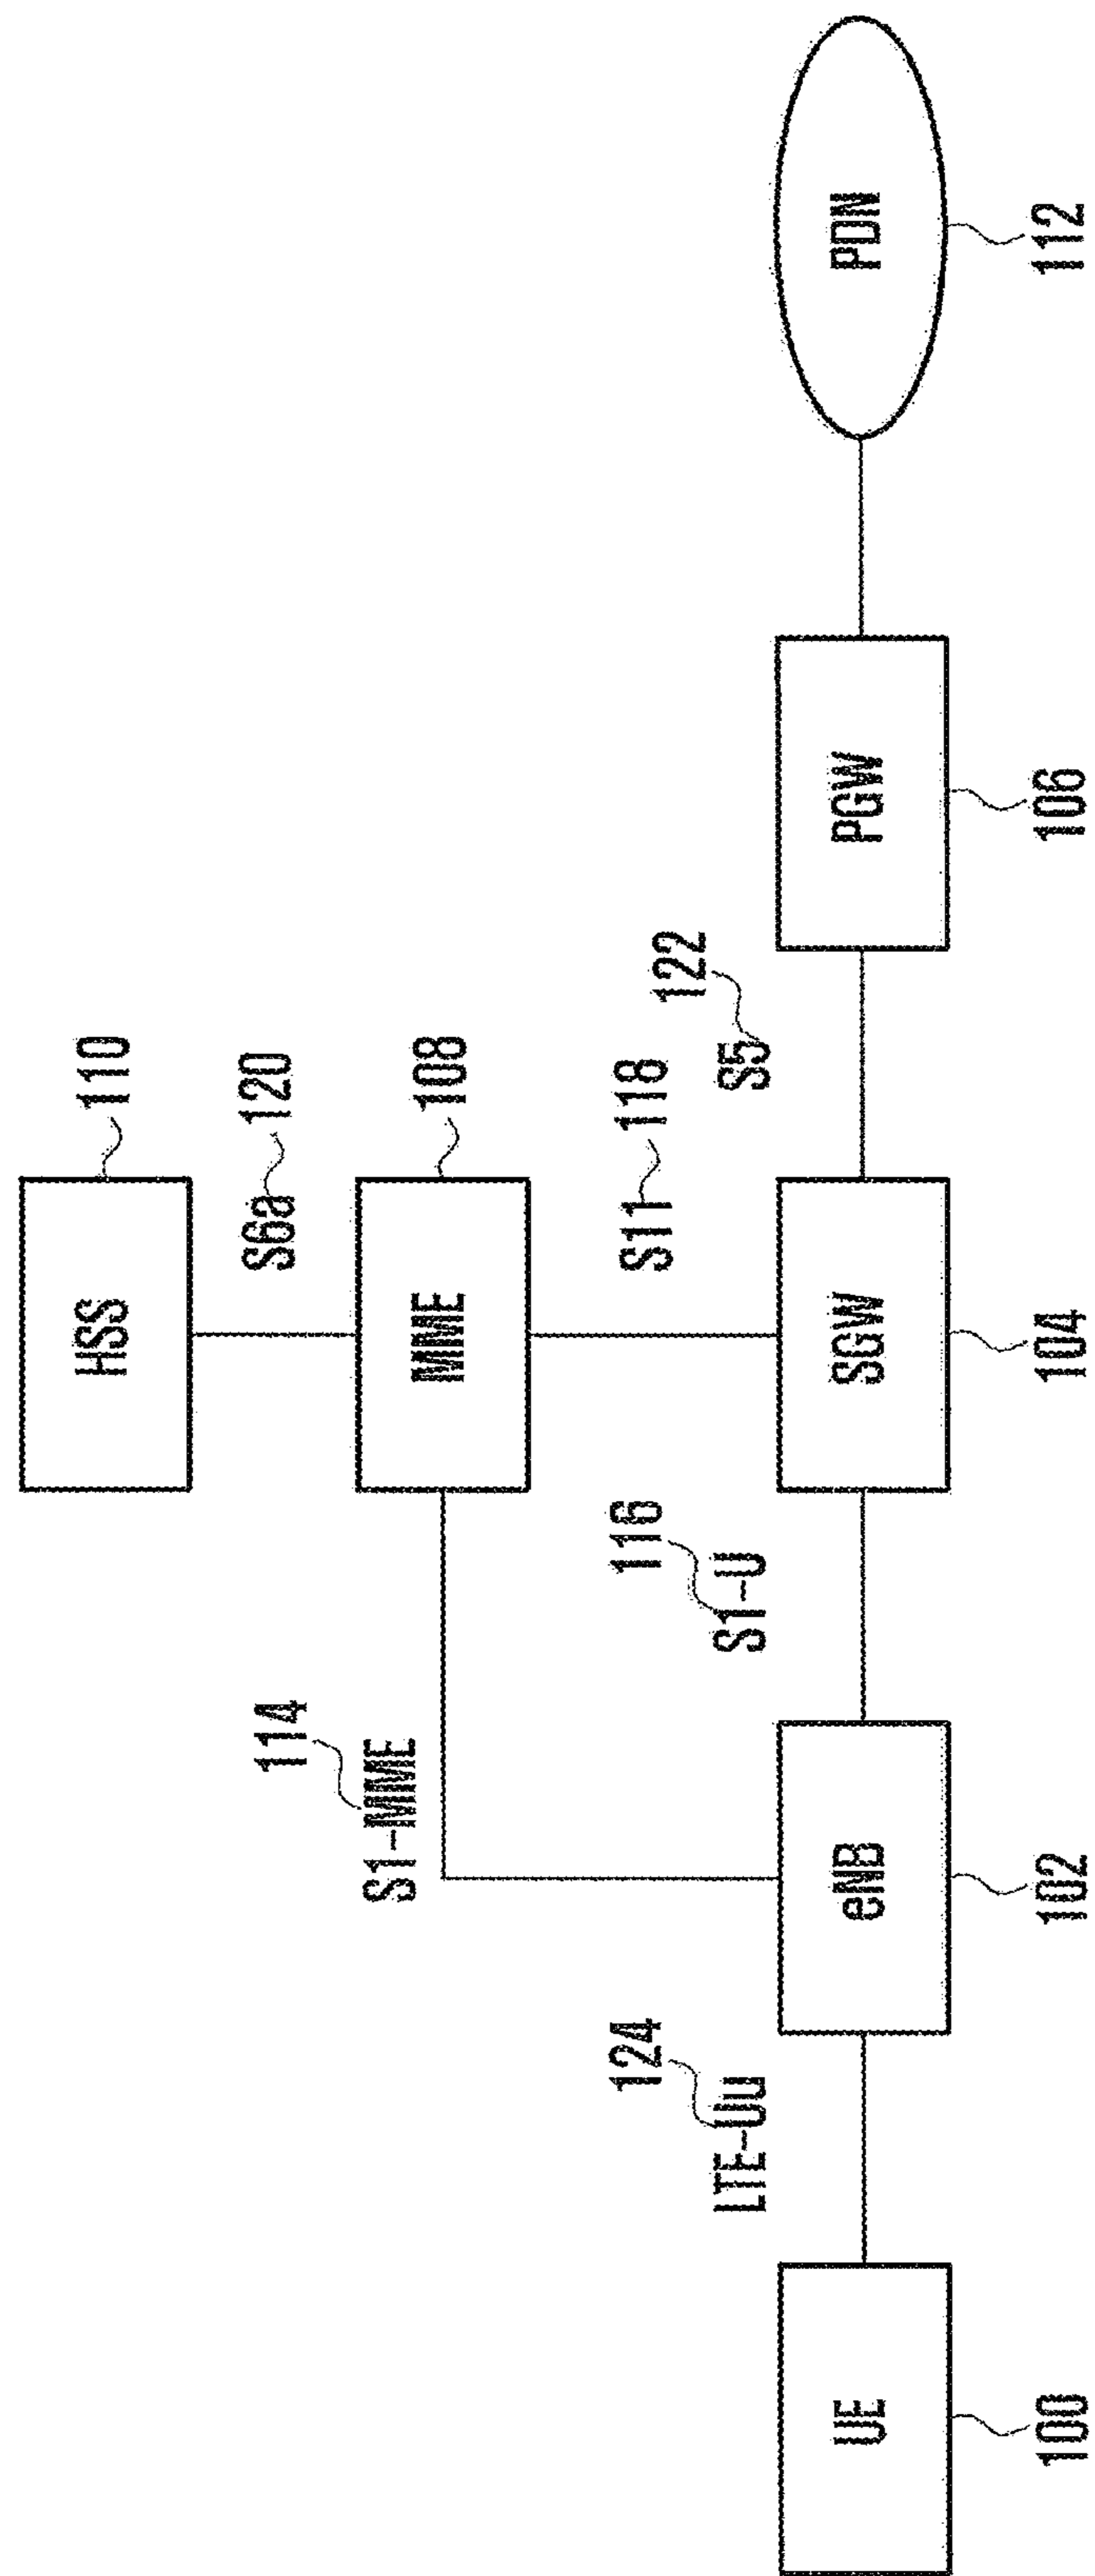 HSS
110
S6a
120
114
S1-MME
MME
108
124
LTE-Uu
116
S1-U
S11
118
122
S5
UE
eNB
SGW
PGW
PDN
100
102
104
106
112